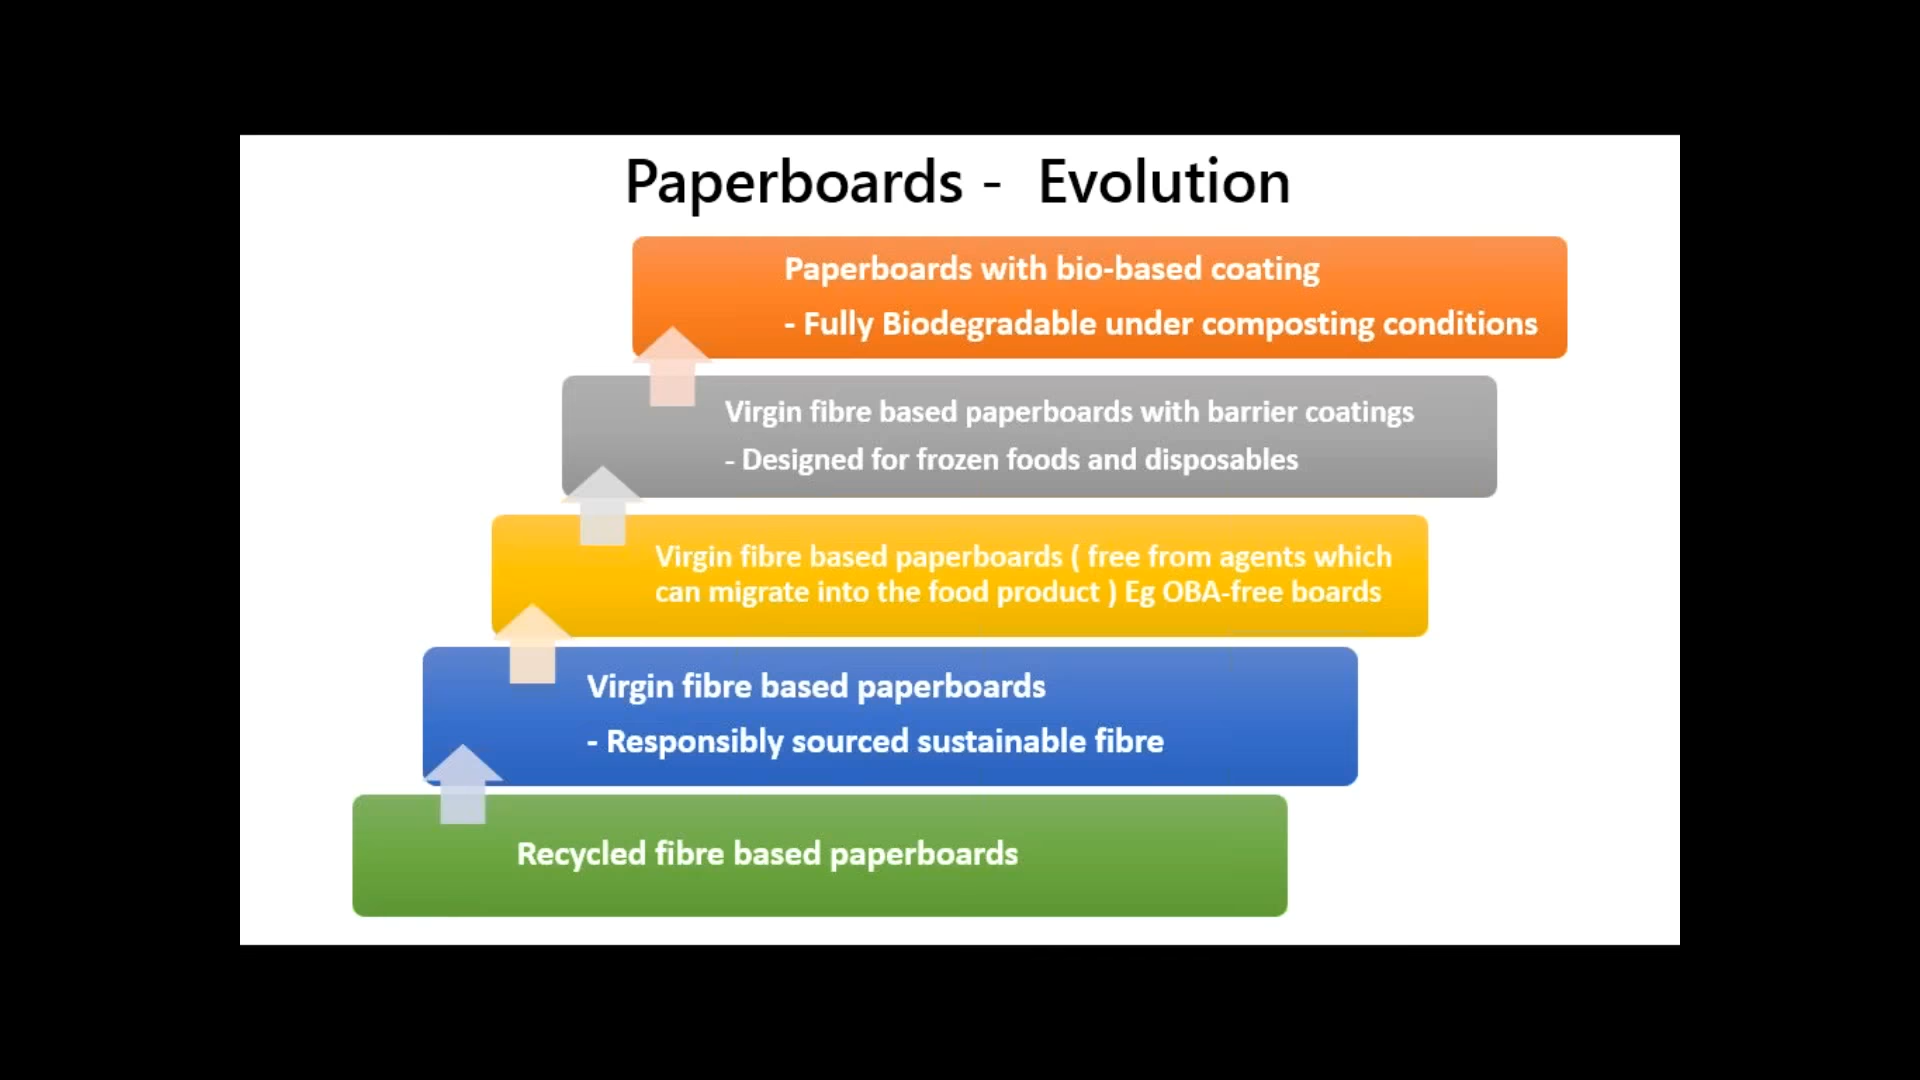 Paperboards - Evolution
Paperboards with bio-based coating
- Fully Biodegradable under composting conditions
Virgin fibre based paperboards with barrier coatings
- Designed for frozen foods and disposables
Virgin fibre based paperboards ( free from agents which
can migrate into the food product ) Eg OBA-free boards
Virgin fibre based paperboards
- Responsibly sourced sustainable fibre
Recycled fibre based paperboards